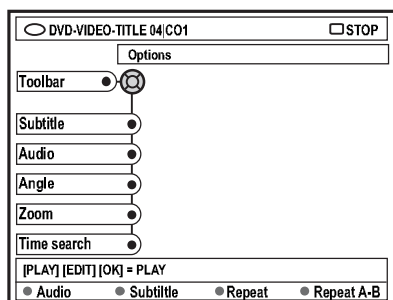 DVD-VIDEO-TITLE 04|CO1 STOP
Options
Toolbar
Subtitle
Audio
Angle
Zoom
Time search
[PLAY] [EDIT] [OK] = PLAY
Audio Subtiltle Repeat Repeat A-B